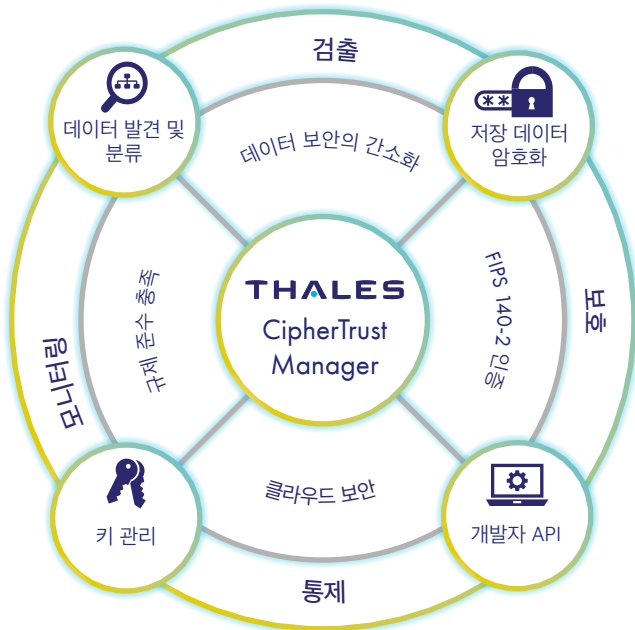 검출
데이터 발견 및
분류
**
저장 데이터
암호화
데이터 보안의 간소화
THALES
CipherTrust
Manager
규제 준수 충족
FIPS 140-2 인증
모니터링
보호
클라우드 보안
키 관리
개발자 API
통제